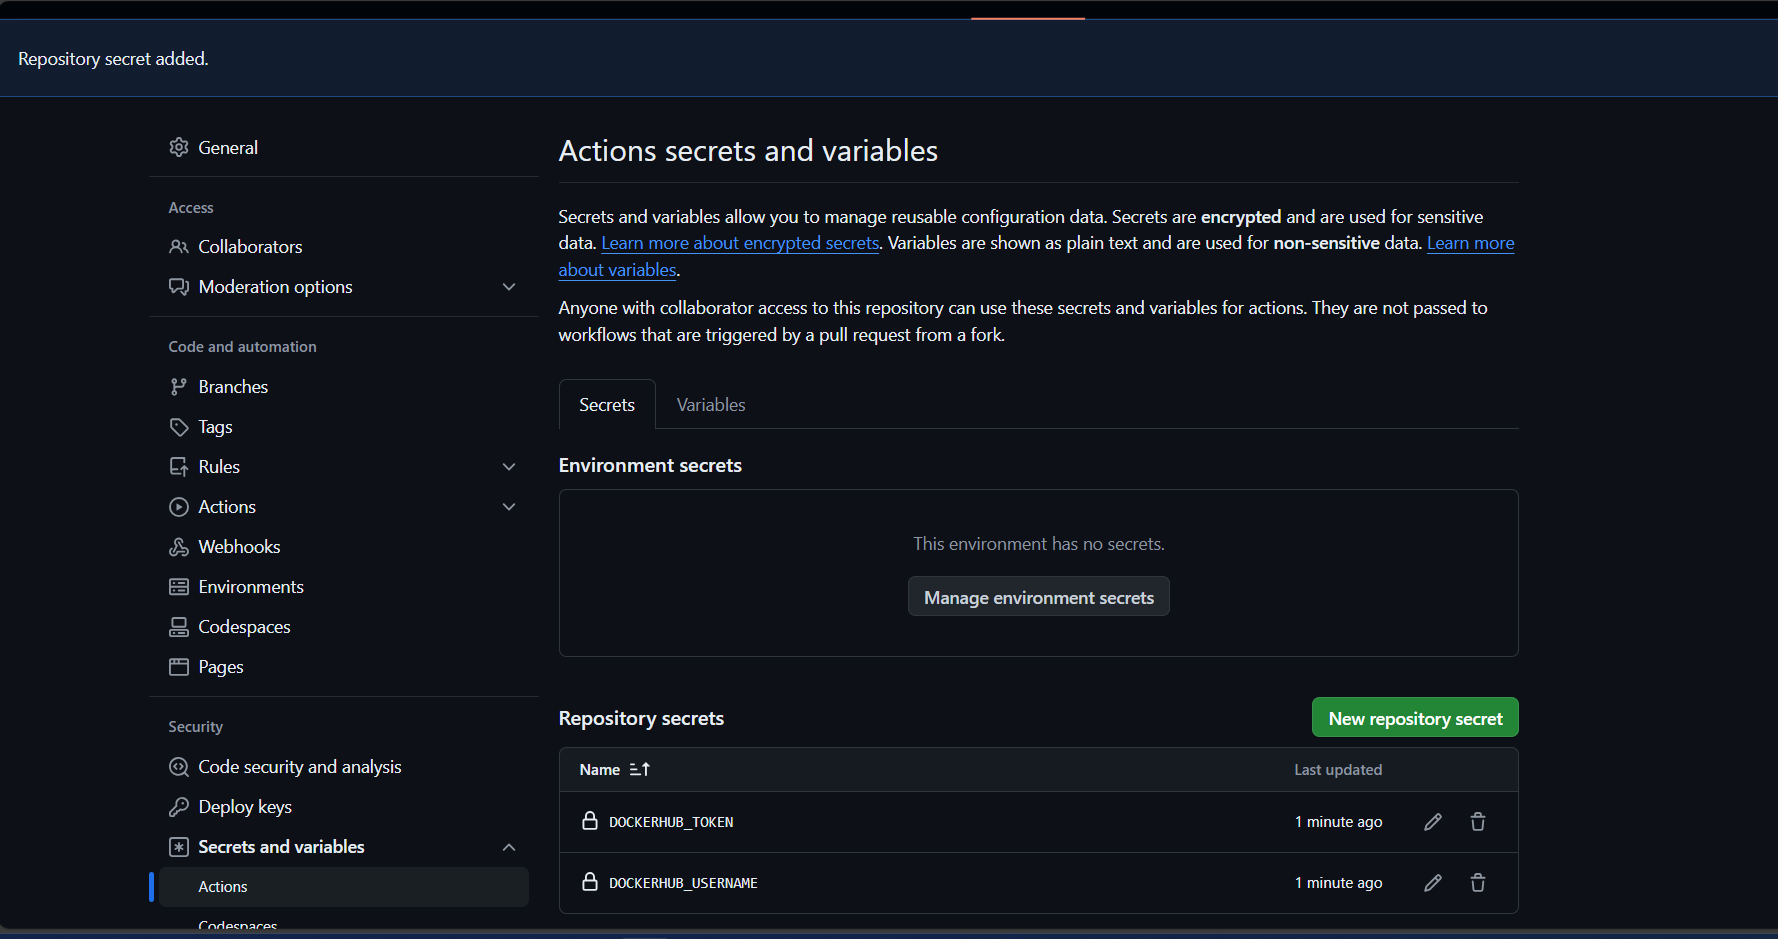 Repository secret added.
General
Access
Collaborators
Moderation options
Code and automation
Branches
Tags
Rules
Actions
Webhooks
Environments
Codespaces
Pages
Security
Code security and analysis
Deploy keys
Secrets and variables
Actions
Codespaces
Actions secrets and variables
Secrets and variables allow you to manage reusable configuration data. Secrets are encrypted and are used for sensitive
data. Learn more about encrypted secrets. Variables are shown as plain text and are used for non-sensitive data. Learn more
about variables.
Anyone with collaborator access to this repository can use these secrets and variables for actions. They are not passed to
workflows that are triggered by a pull request from a fork.
Secrets Variables
Environment secrets
This environment has no secrets.
Manage environment secrets
Repository secrets New repository secret
Name Last updated
DOCKERHUB_TOKEN 1 minute ago
DOCKERHUB_USERNAME 1 minute ago